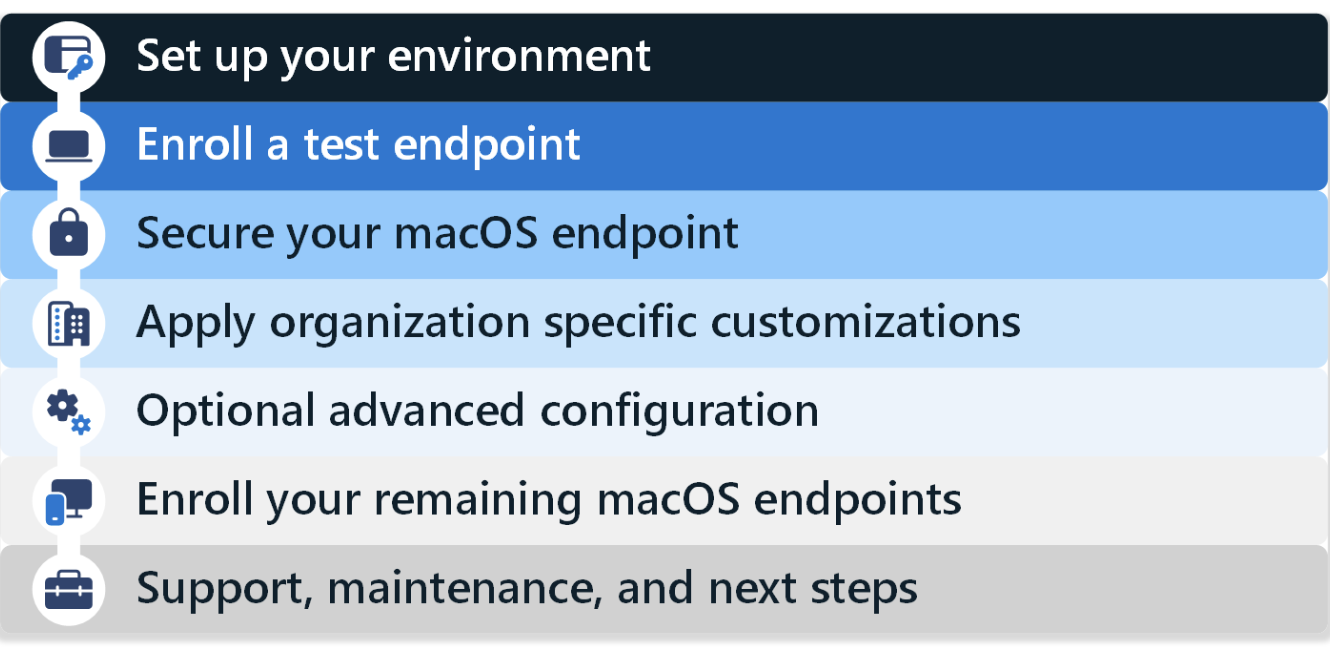 Set up your environment
Enroll a test endpoint
Secure your macOS endpoint
Apply organization specific customizations
Optional advanced configuration
Enroll your remaining macOS endpoints
Support, maintenance, and next steps